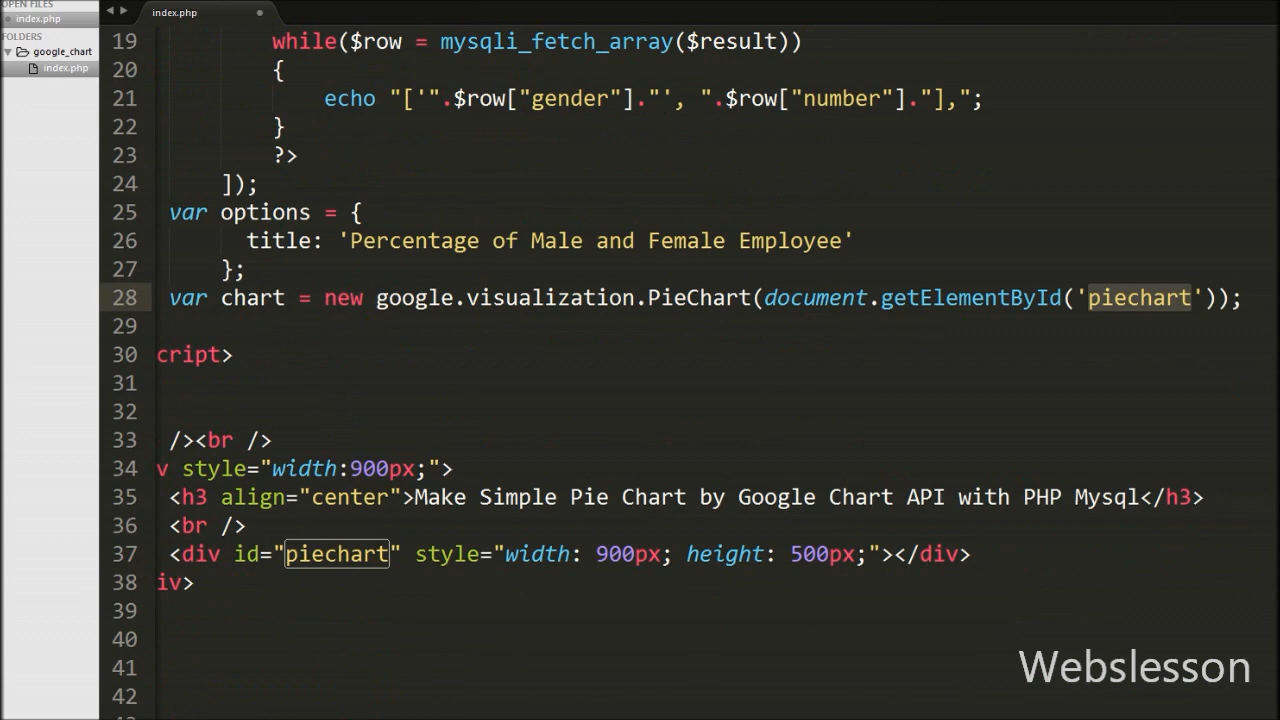 OPEN FILES
index.php
FOLDERS
google_chart
index.php
index.php
19 while($row = mysqli_fetch_array($result))
20 {
21 echo "['".$row["gender"]."', ".$row["number"]."],";
22 }
23 ?>
24 ]);
25 var options = {
26 title: 'Percentage of Male and Female Employee'
27 };
28 var chart = new google.visualization.PieChart(document.getElementById('piechart'));
29
30 cript>
31
32
33 /><br />
34 v style="width:900px;">
35 <h3 align="center">Make Simple Pie Chart by Google Chart API with PHP Mysql</h3>
36 <br />
37 <div id="piechart" style="width: 900px; height: 500px;"></div>
38 iv>
39
40
41
42
Webslesson